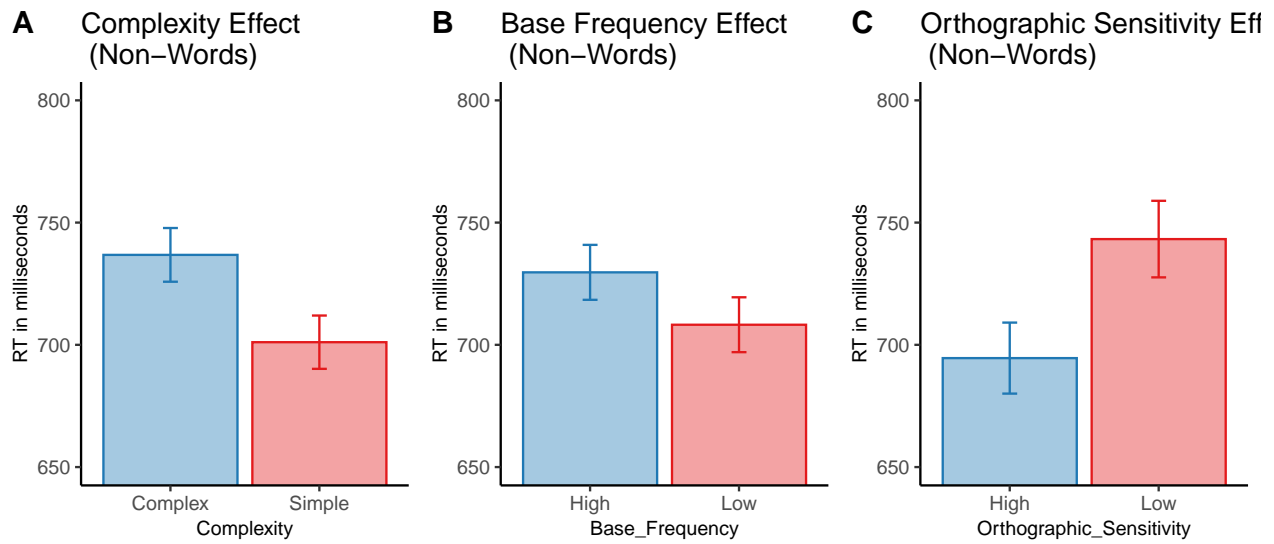 A Complexity Effect
(Non−Words)
800
750
700
650
RT in milliseconds
Complex Simple
Complexity
B Base Frequency Effect
(Non−Words)
800
750
700
650
RT in milliseconds
High Low
Base_Frequency
C Orthographic Sensitivity Eff
(Non−Words)
800
750
700
650
RT in milliseconds
High Low
Orthographic_Sensitivity